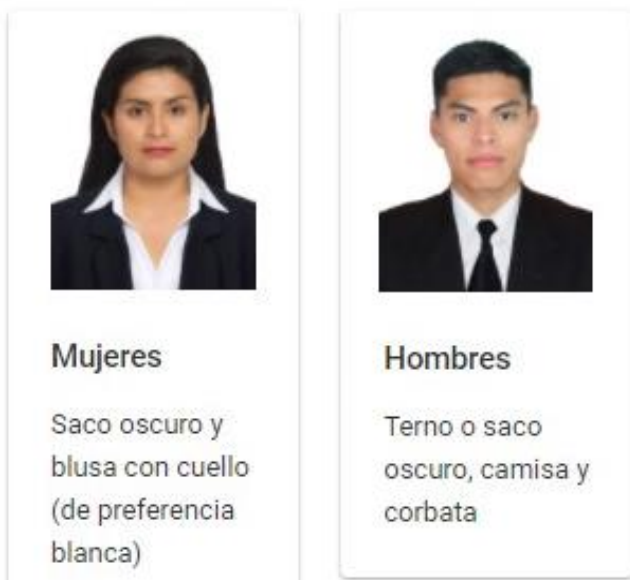 Mujeres
Saco oscuro y
blusa con cuello
(de preferencia
blanca)
Hombres
Terno o saco
oscuro, camisa y
corbata